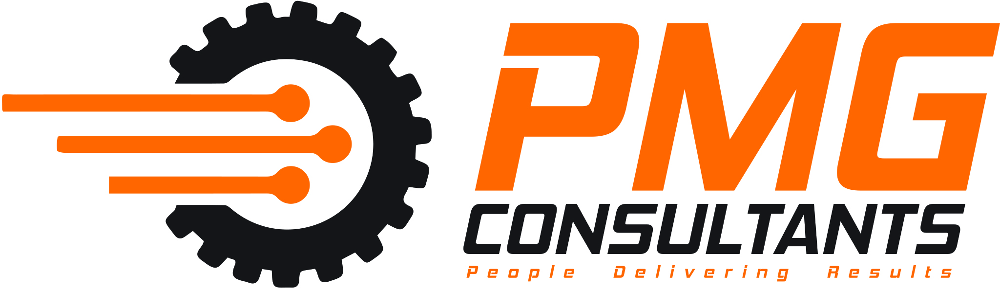 PMG
CONSULTANTS
People Delivering Results